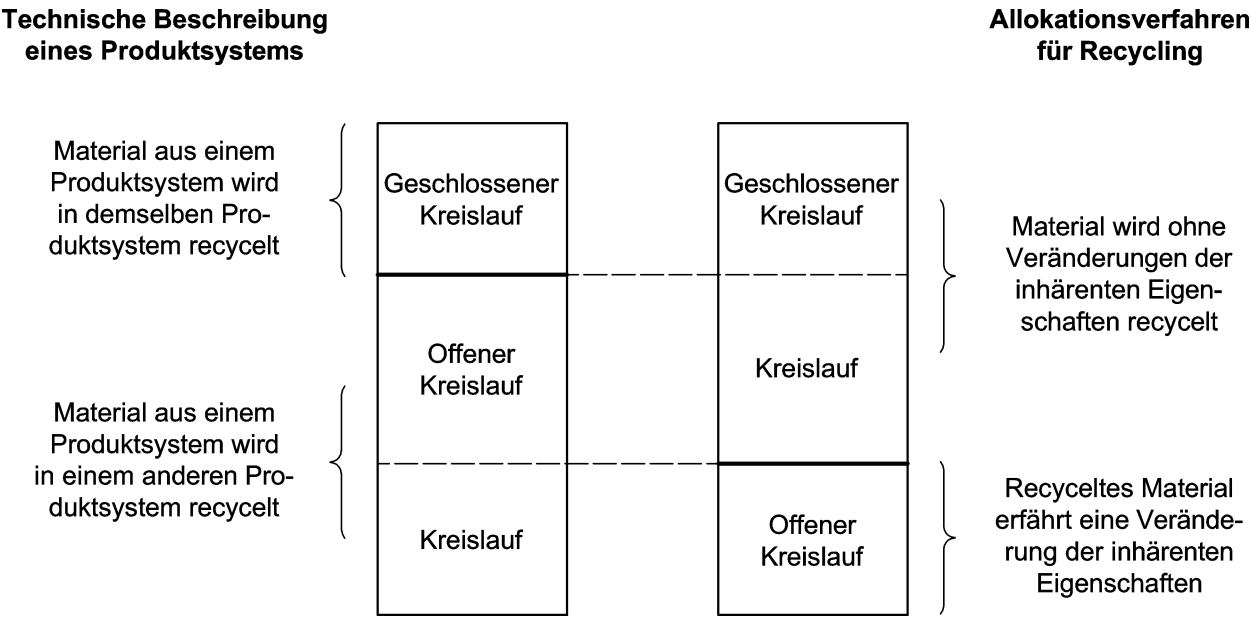 Technische Beschreibung
eines Produktsystems
Allokationsverfahren
für Recycling
Material aus einem
Produktsystem wird
in demselben Pro-
duktsystem recycelt
Geschlossener
Kreislauf
Geschlossener
Kreislauf
Material wird ohne
Veränderungen der
inhärenten Eigen-
schaften recycelt
Offener
Kreislauf
Kreislauf
Material aus einem
Produktsystem wird
in einem anderen Pro-
duktsystem recycelt
Kreislauf
Offener
Kreislauf
Recyceltes Material
erfährt eine Verände-
rung der inhärenten
Eigenschaften